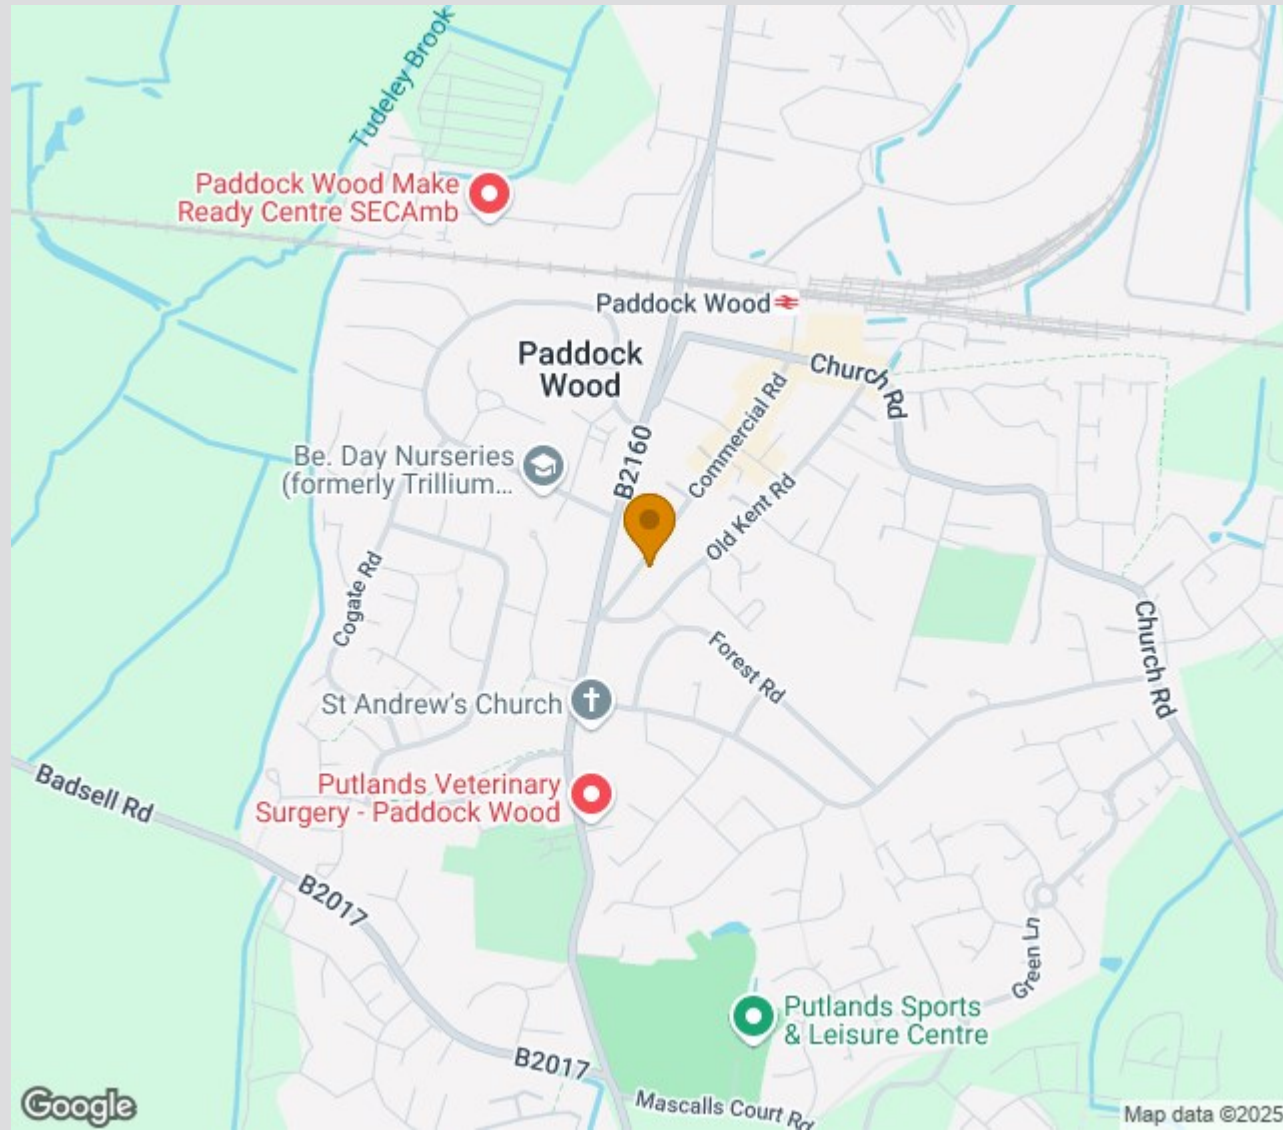 Tudeley Brook
Paddock Wood Make
Ready Centre SECAmb
Paddock Wood
Paddock
Wood
Church Rd
Commercial Rd
B2160
Be. Day Nurseries
(formerly Trillium...
Old Kent Rd
Cogate Rd
Church Rd
Forest Rd
St Andrew's Church
Badsell Rd
Putlands Veterinary
Surgery - Paddock Wood
B2017
Green Ln
Putlands Sports
& Leisure Centre
B2017
Mascalls Court Rd
Google
Map data ©2025